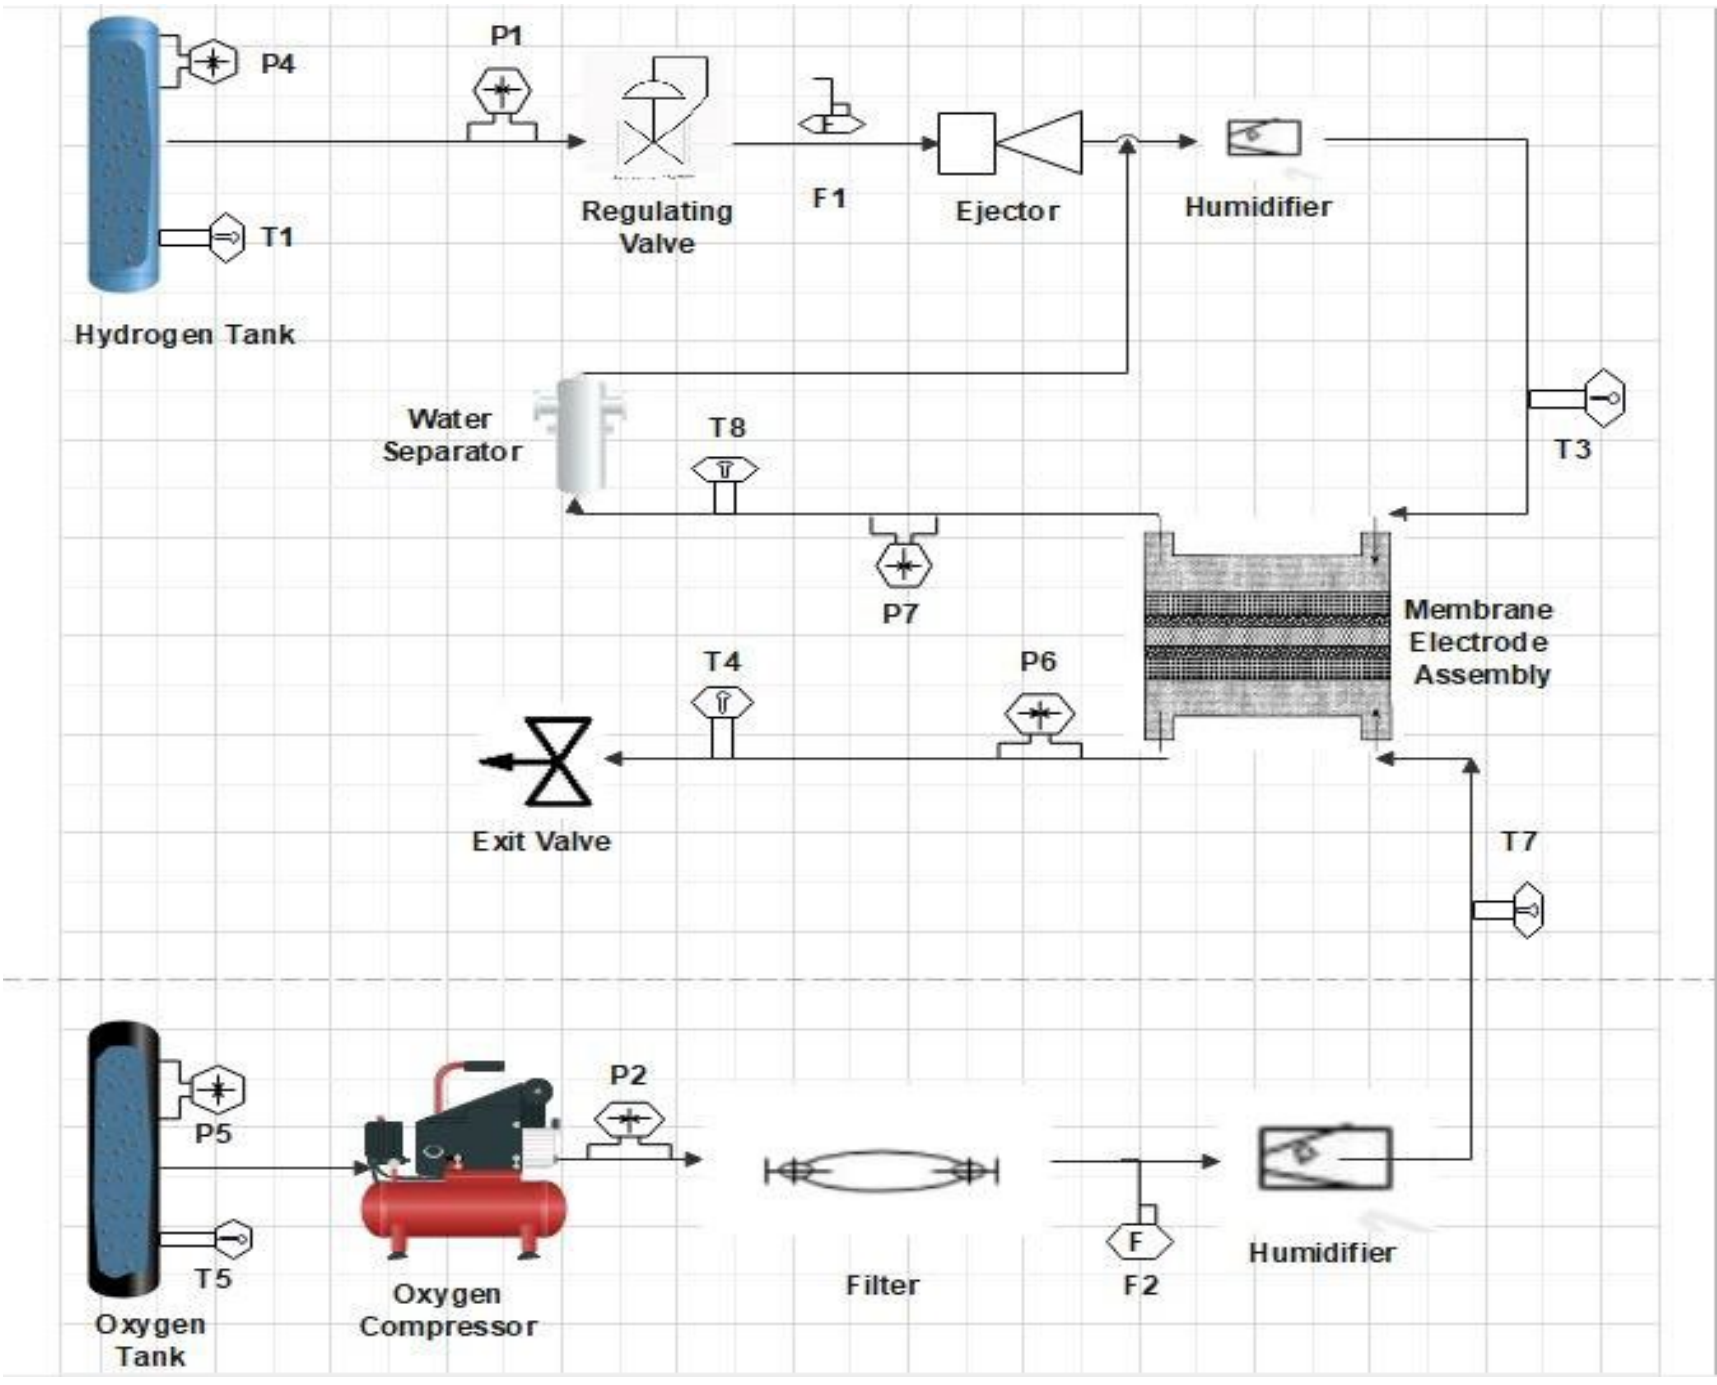 P1
P4
F
F1
Regulating
Valve
Ejector
Humidifier
T1
Hydrogen Tank
Water
Separator
T8
T3
P7
Membrane
Electrode
Assembly
T4
P6
Exit Valve
T7
P2
P5
F
T5
Oxygen
Compressor
Filter
F2
Humidifier
Oxygen
Tank